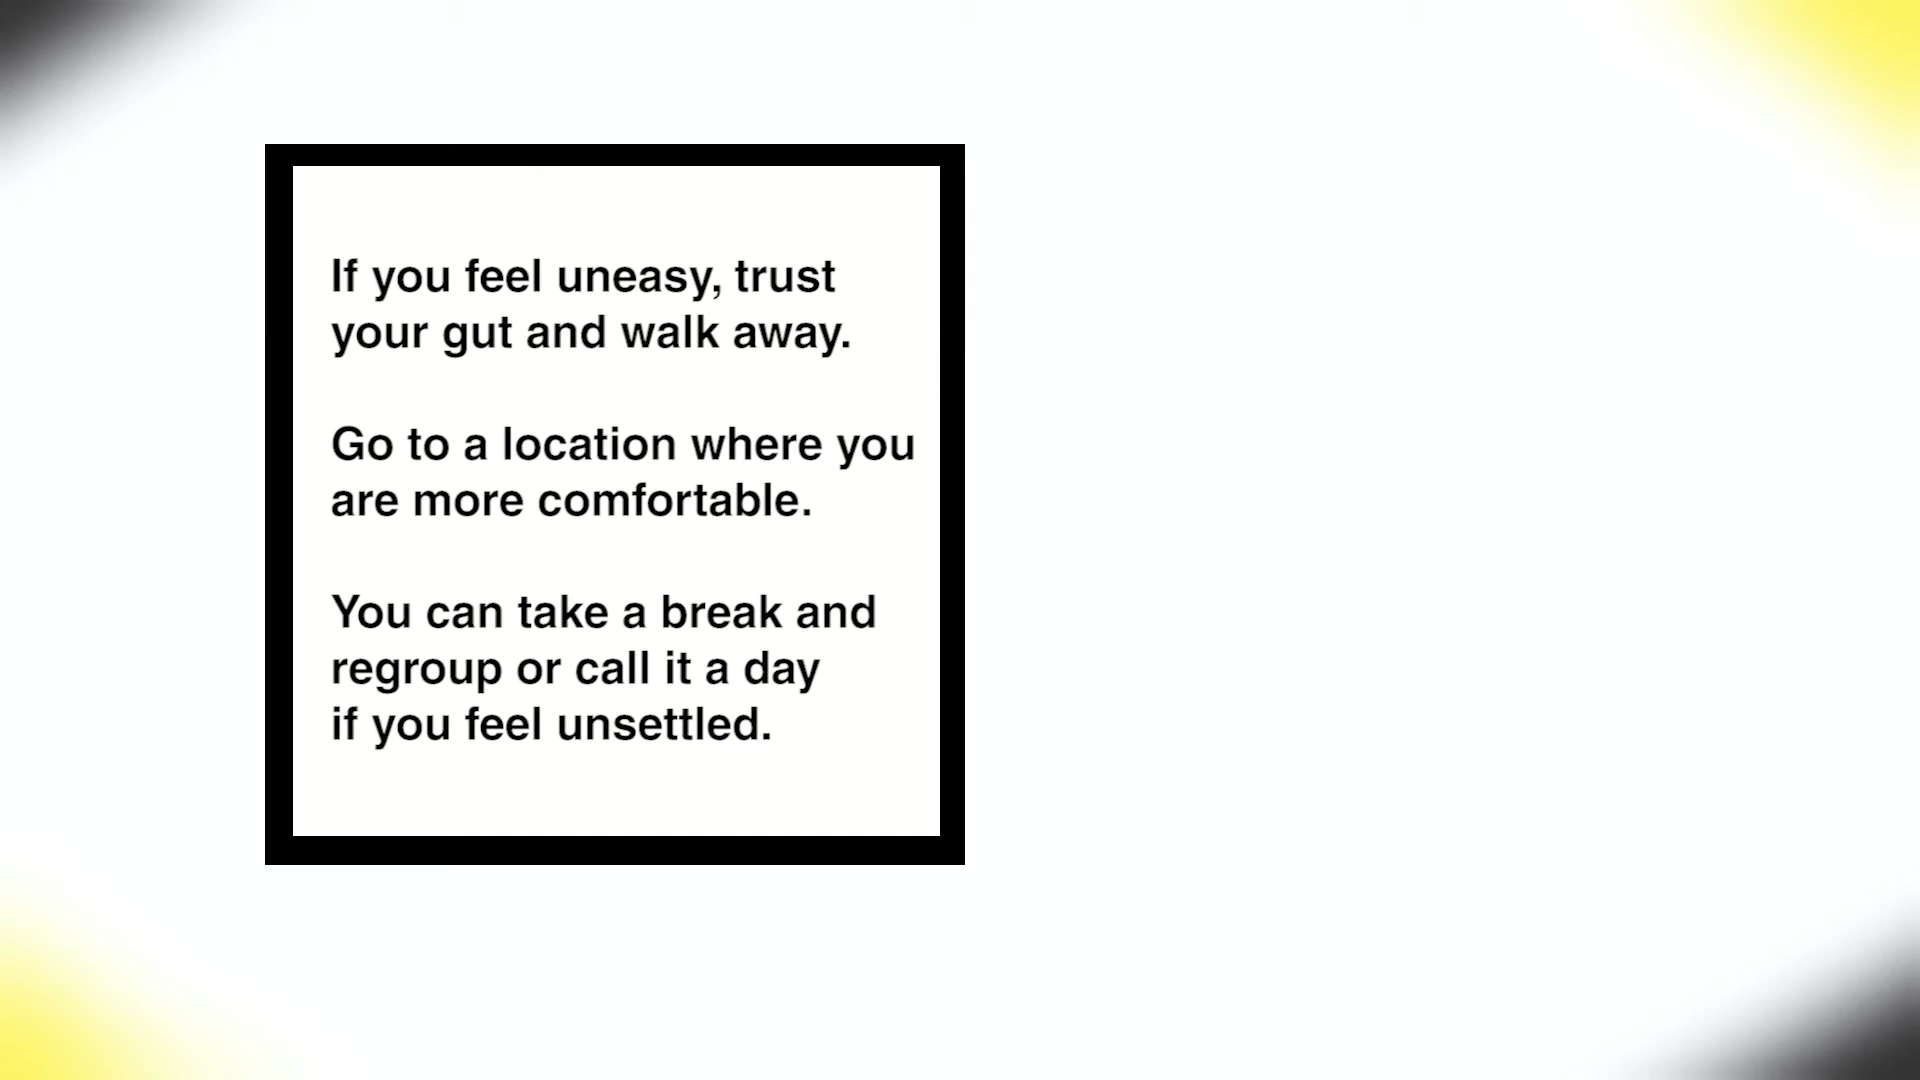 If you feel uneasy, trust
your gut and walk away.
Go to a location where you
are more comfortable.
You can take a break and
regroup or call it a day
if you feel unsettled.